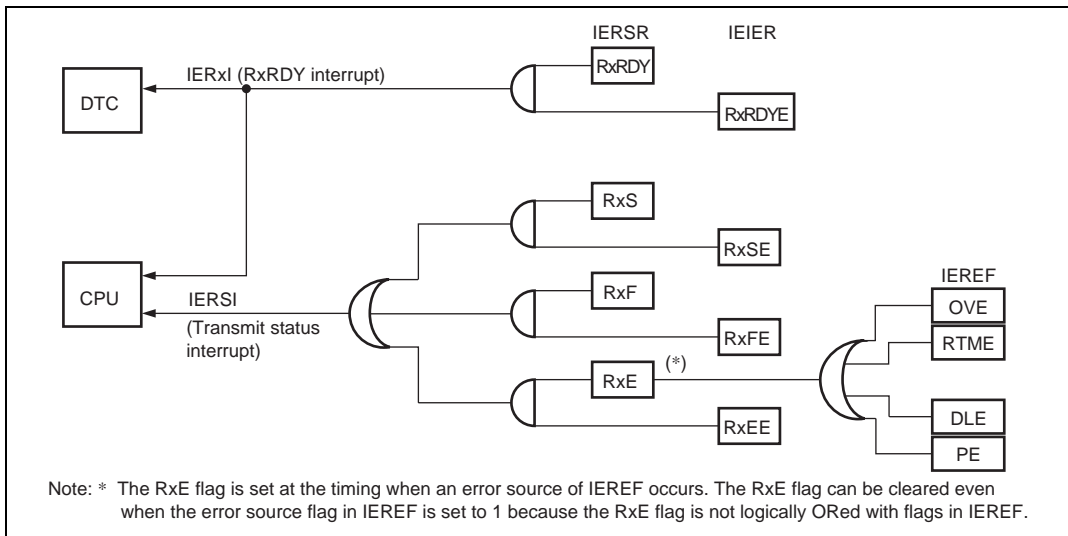 IERSR IEIER
IERxI (RxRDY interrupt) RxRDY
DTC
RxRDYE
RxS
RxSE
CPU IERSI RxF IEREF
(Transmit status OVE
interrupt) RxFE RTME
RxE (*)
DLE
RxEE PE
Note: * The RxE flag is set at the timing when an error source of IEREF occurs. The RxE flag can be cleared even
when the error source flag in IEREF is set to 1 because the RxE flag is not logically ORed with flags in IEREF.